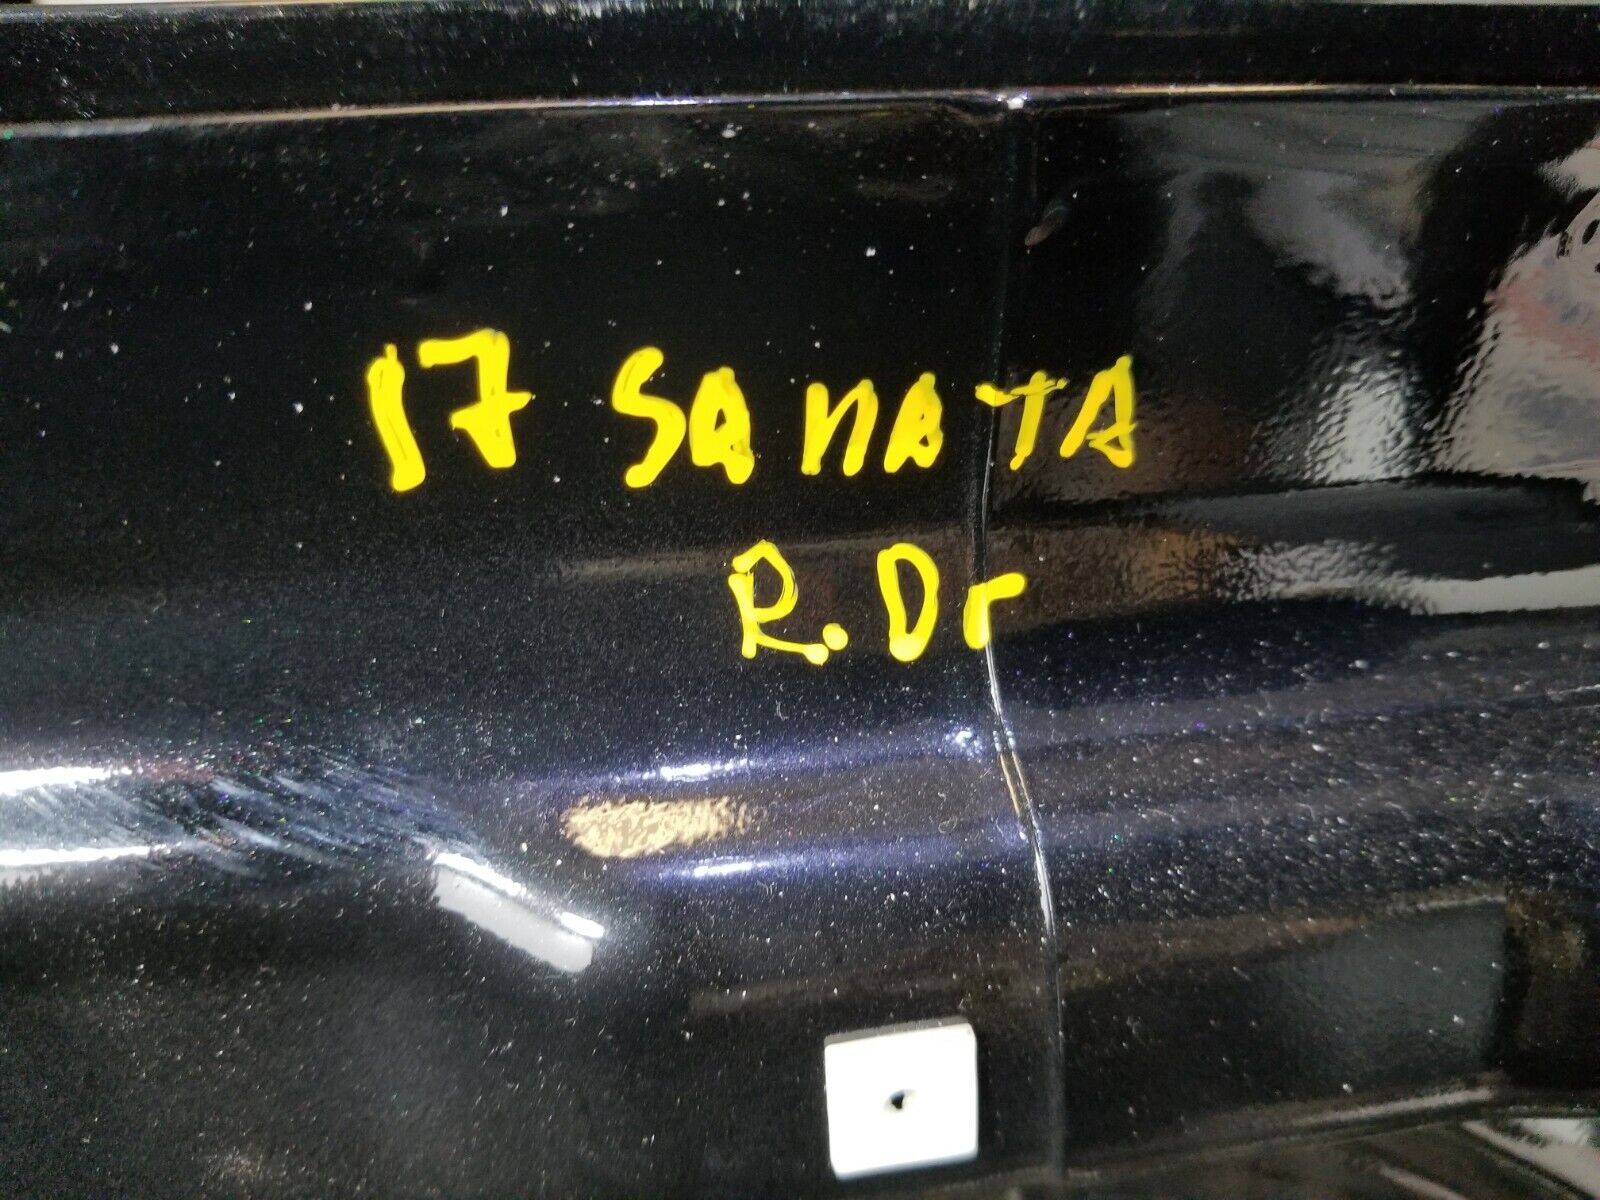 17 SANATA
R. Dr